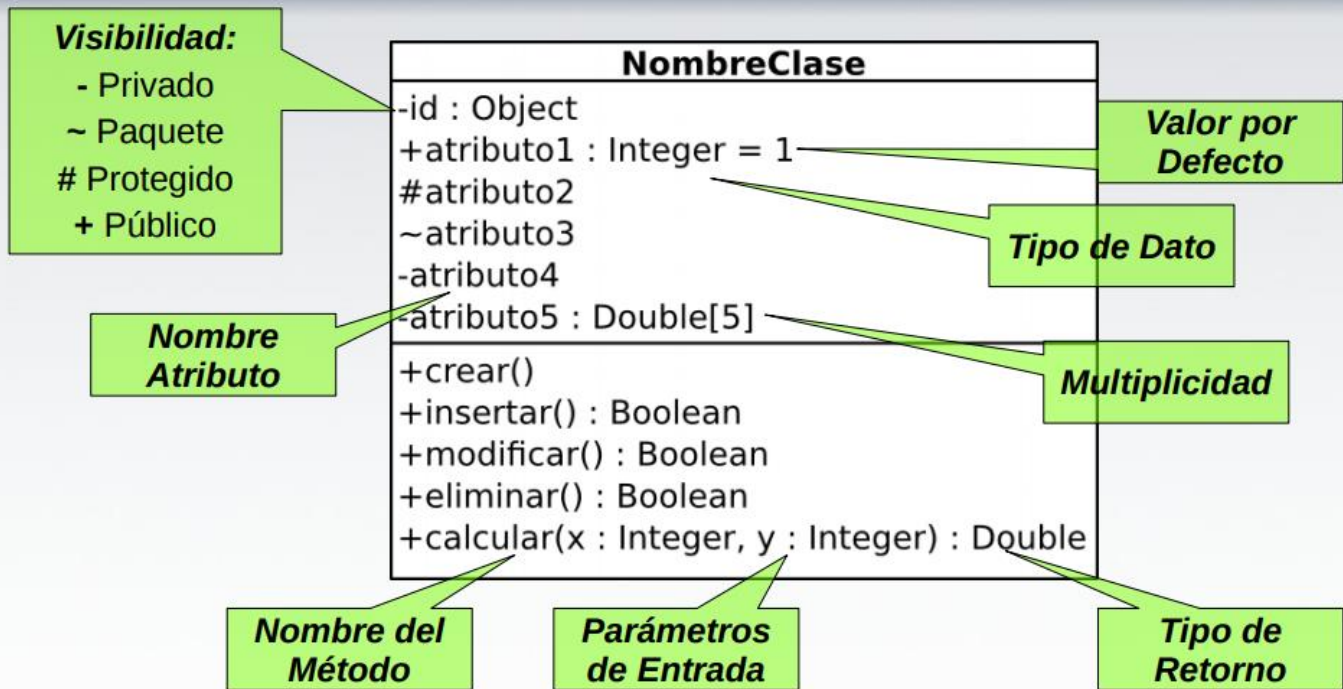 Visibilidad:
- Privado
~ Paquete
# Protegido
+ Público
NombreClase
-id : Object
+atributo1 : Integer = 1
#atributo2
~atributo3
-atributo4
-atributo5 : Double[5]
Valor por
Defecto
Tipo de Dato
Nombre
Atributo
Multiplicidad
+crear()
+insertar() : Boolean
+modificar() : Boolean
+eliminar() : Boolean
+calcular(x : Integer, y : Integer) : Double
Nombre del
Método
Parámetros
de Entrada
Tipo de
Retorno